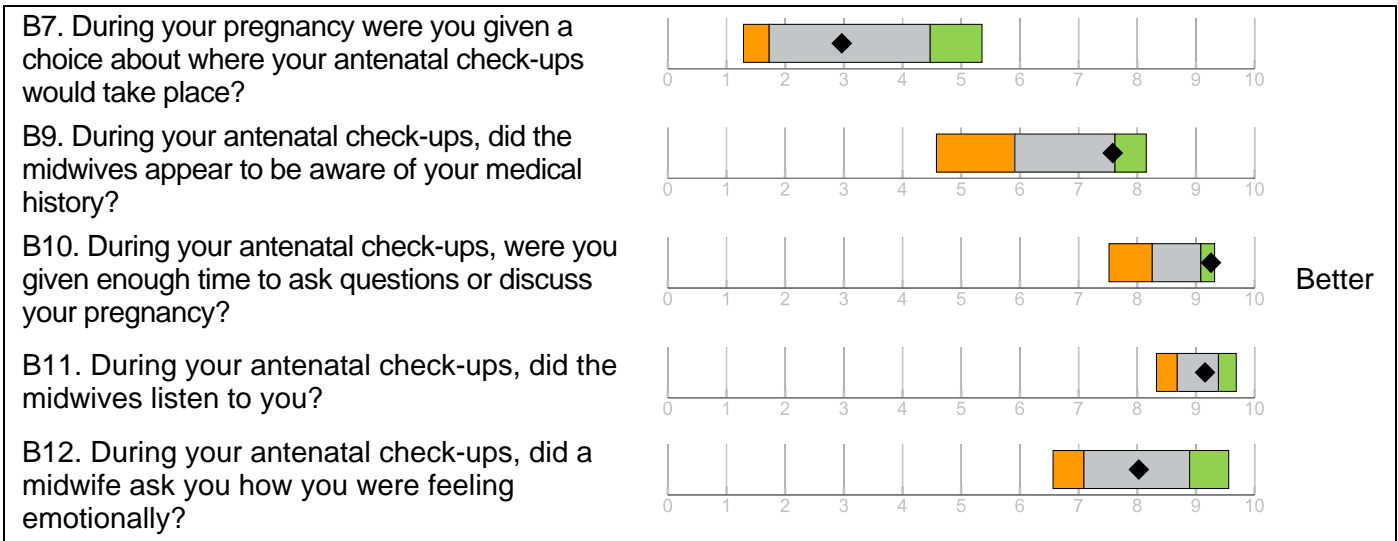 B7. During your pregnancy were you given a
choice about where your antenatal check-ups
would take place?
0 1 2 3 4 5 6 7 8 9 10
B9. During your antenatal check-ups, did the
midwives appear to be aware of your medical
history?
0 1 2 3 4 5 6 7 8 9 10
B10. During your antenatal check-ups, were you
given enough time to ask questions or discuss
your pregnancy?
0 1 2 3 4 5 6 7 8 9 10
Better
B11. During your antenatal check-ups, did the
midwives listen to you?
0 1 2 3 4 5 6 7 8 9 10
B12. During your antenatal check-ups, did a
midwife ask you how you were feeling
emotionally?
0 1 2 3 4 5 6 7 8 9 10